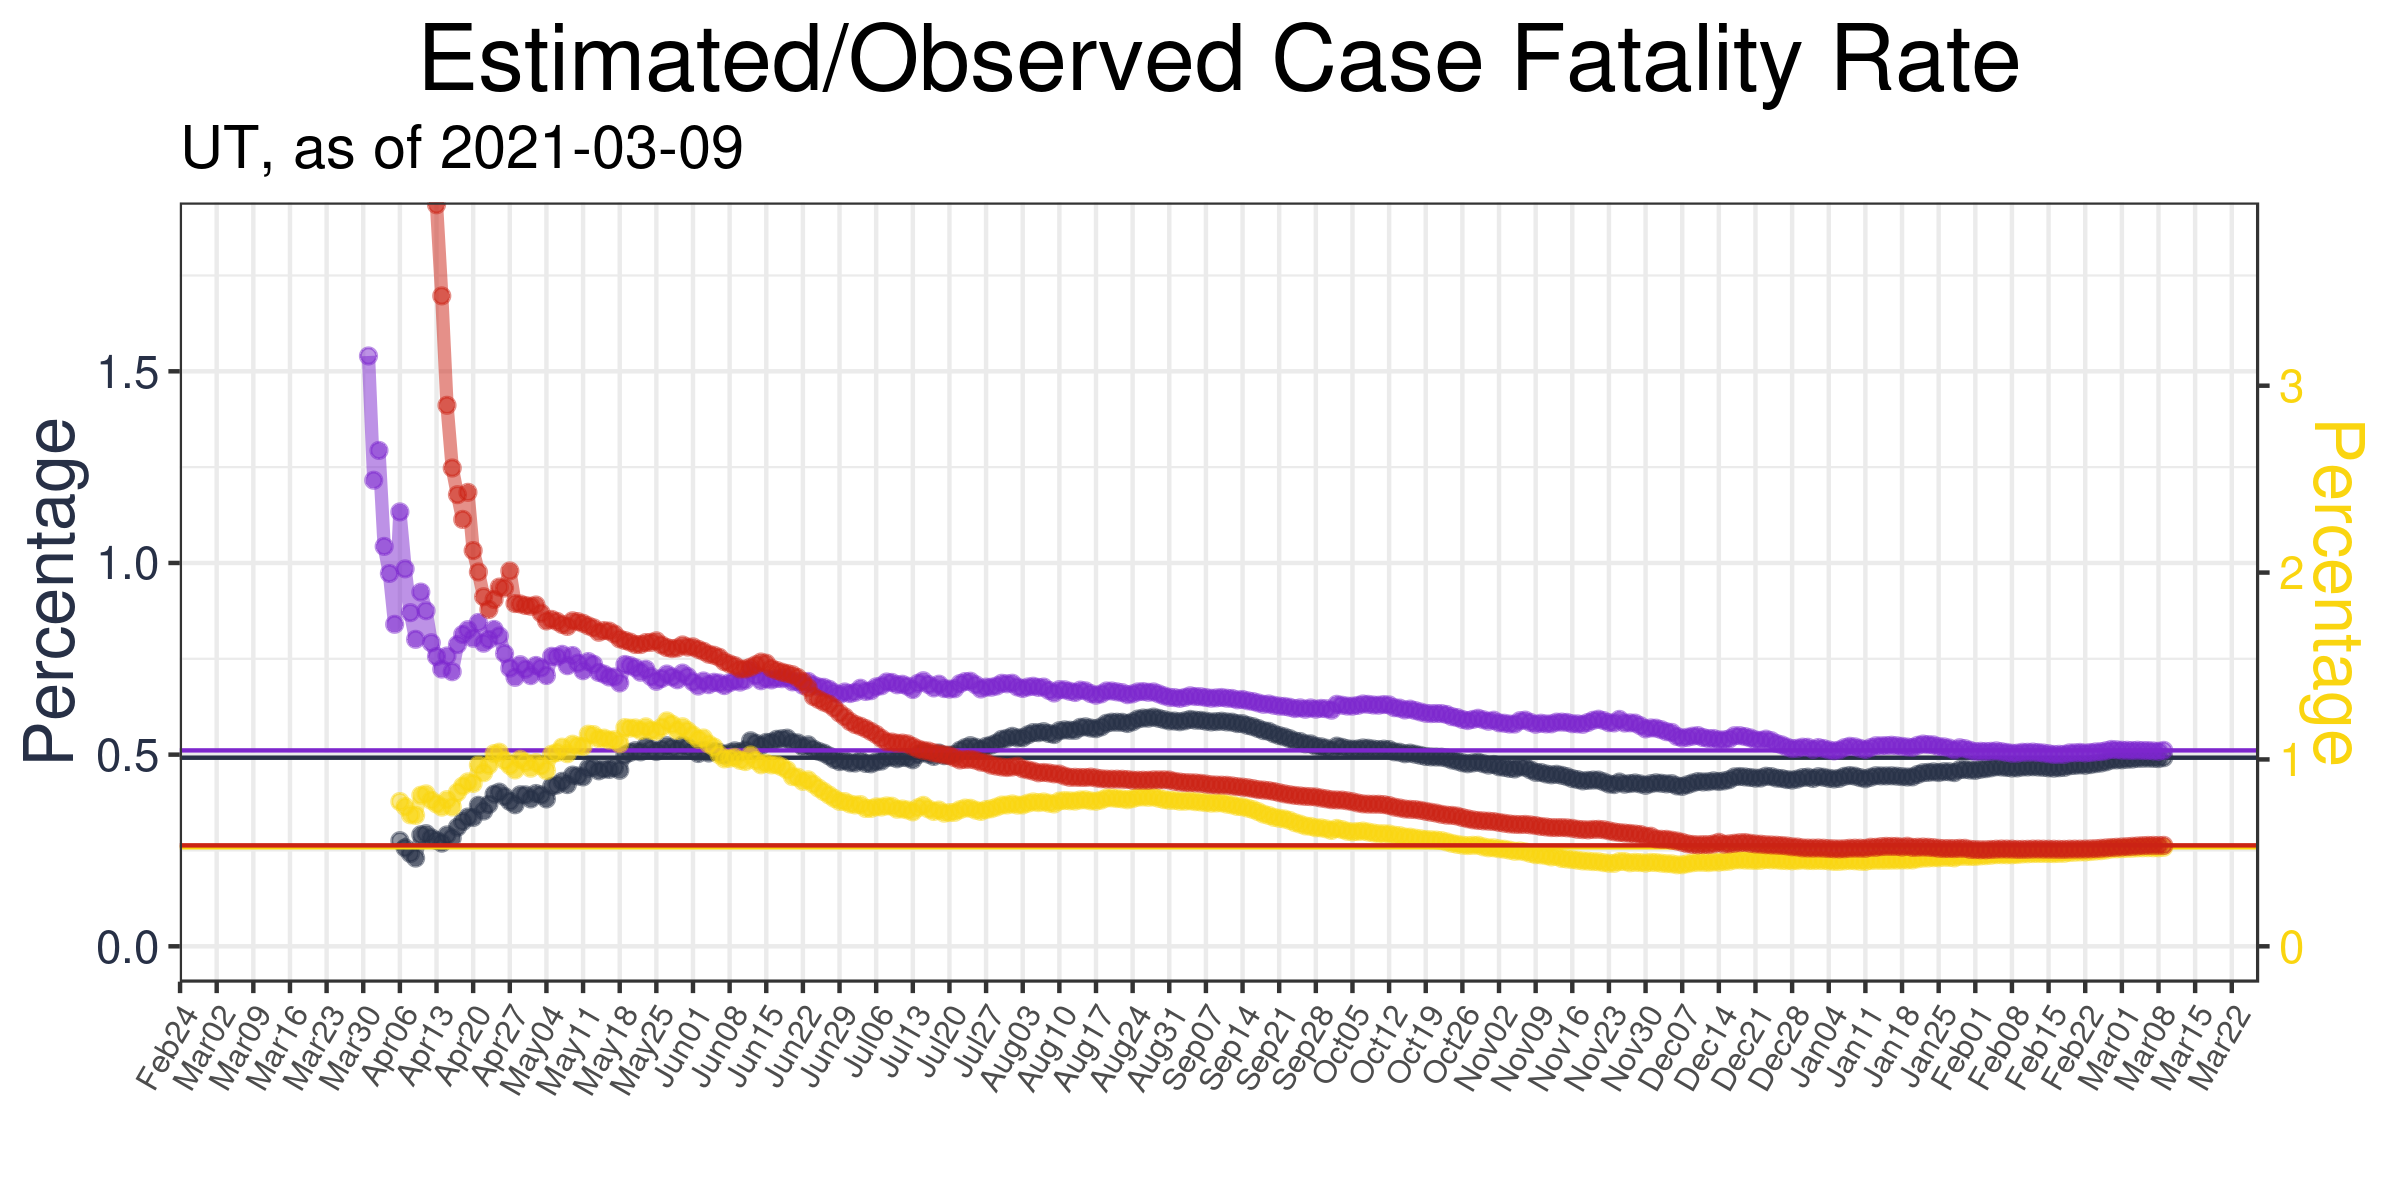 Estimated/Observed Case Fatality Rate
UT, as of 2021-03-09
Percentage
1.5
1.0
0.5
0.0
3
2
1
0
Percentage
Feb24
Mar02
Mar09
Mar16
Mar23
Mar30
Apr06
Apr13
Apr20
Apr27
May04
May11
May18
May25
Jun01
Jun08
Jun15
Jun22
Jun29
Jul06
Jul13
Jul20
Jul27
Aug03
Aug10
Aug17
Aug24
Aug31
Sep07
Sep14
Sep21
Sep28
Oct05
Oct12
Oct19
Oct26
Nov02
Nov09
Nov16
Nov23
Nov30
Dec07
Dec14
Dec21
Dec28
Jan04
Jan11
Jan18
Jan25
Feb01
Feb08
Feb15
Feb22
Mar01
Mar08
Mar15
Mar22